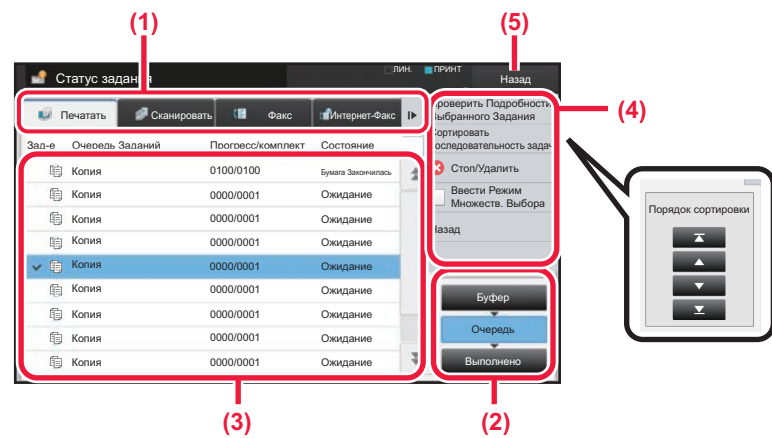 (1)
(5)
Статус задания
ЛИН.
ПРИНТ
Назад
Печатать
Сканировать
Факс
Интернет-Факс
Проверить Подробности
Выбранного Задания
(4)
Зад-е Очередь Заданий Прогресс/комплект Состояние
Сортировать
последовательность задач
Копия 0100/0100 Бумага Закончилась
Стоп/Удалить
Копия 0000/0001 Ожидание
Ввести Режим
Множеств. Выбора
Копия 0000/0001 Ожидание
Назад
Копия 0000/0001 Ожидание
Копия 0000/0001 Ожидание
Копия 0000/0001 Ожидание
Копия 0000/0001 Ожидание
Копия 0000/0001 Ожидание
Копия 0000/0001 Ожидание
Порядок сортировки
Буфер
Очередь
Выполнено
(3)
(2)